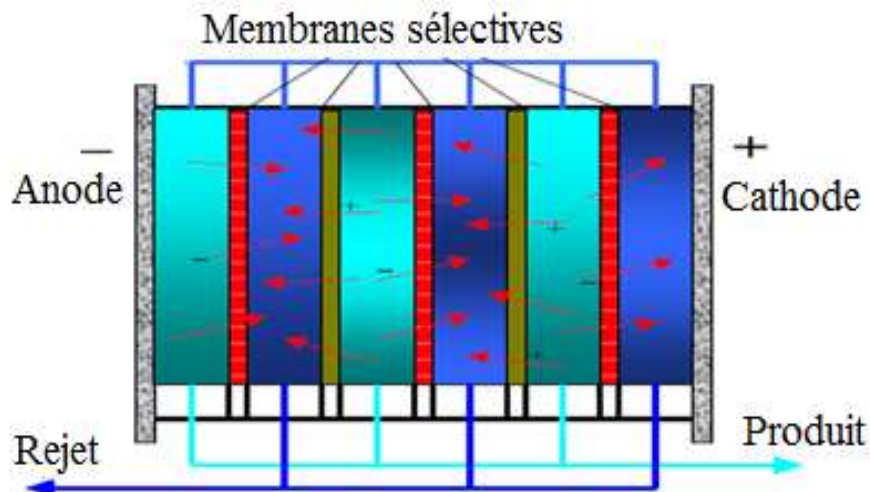 Membranes sélectives
−
+
Anode
Cathode
+
+
−
−
−
+
Produit
Rejet